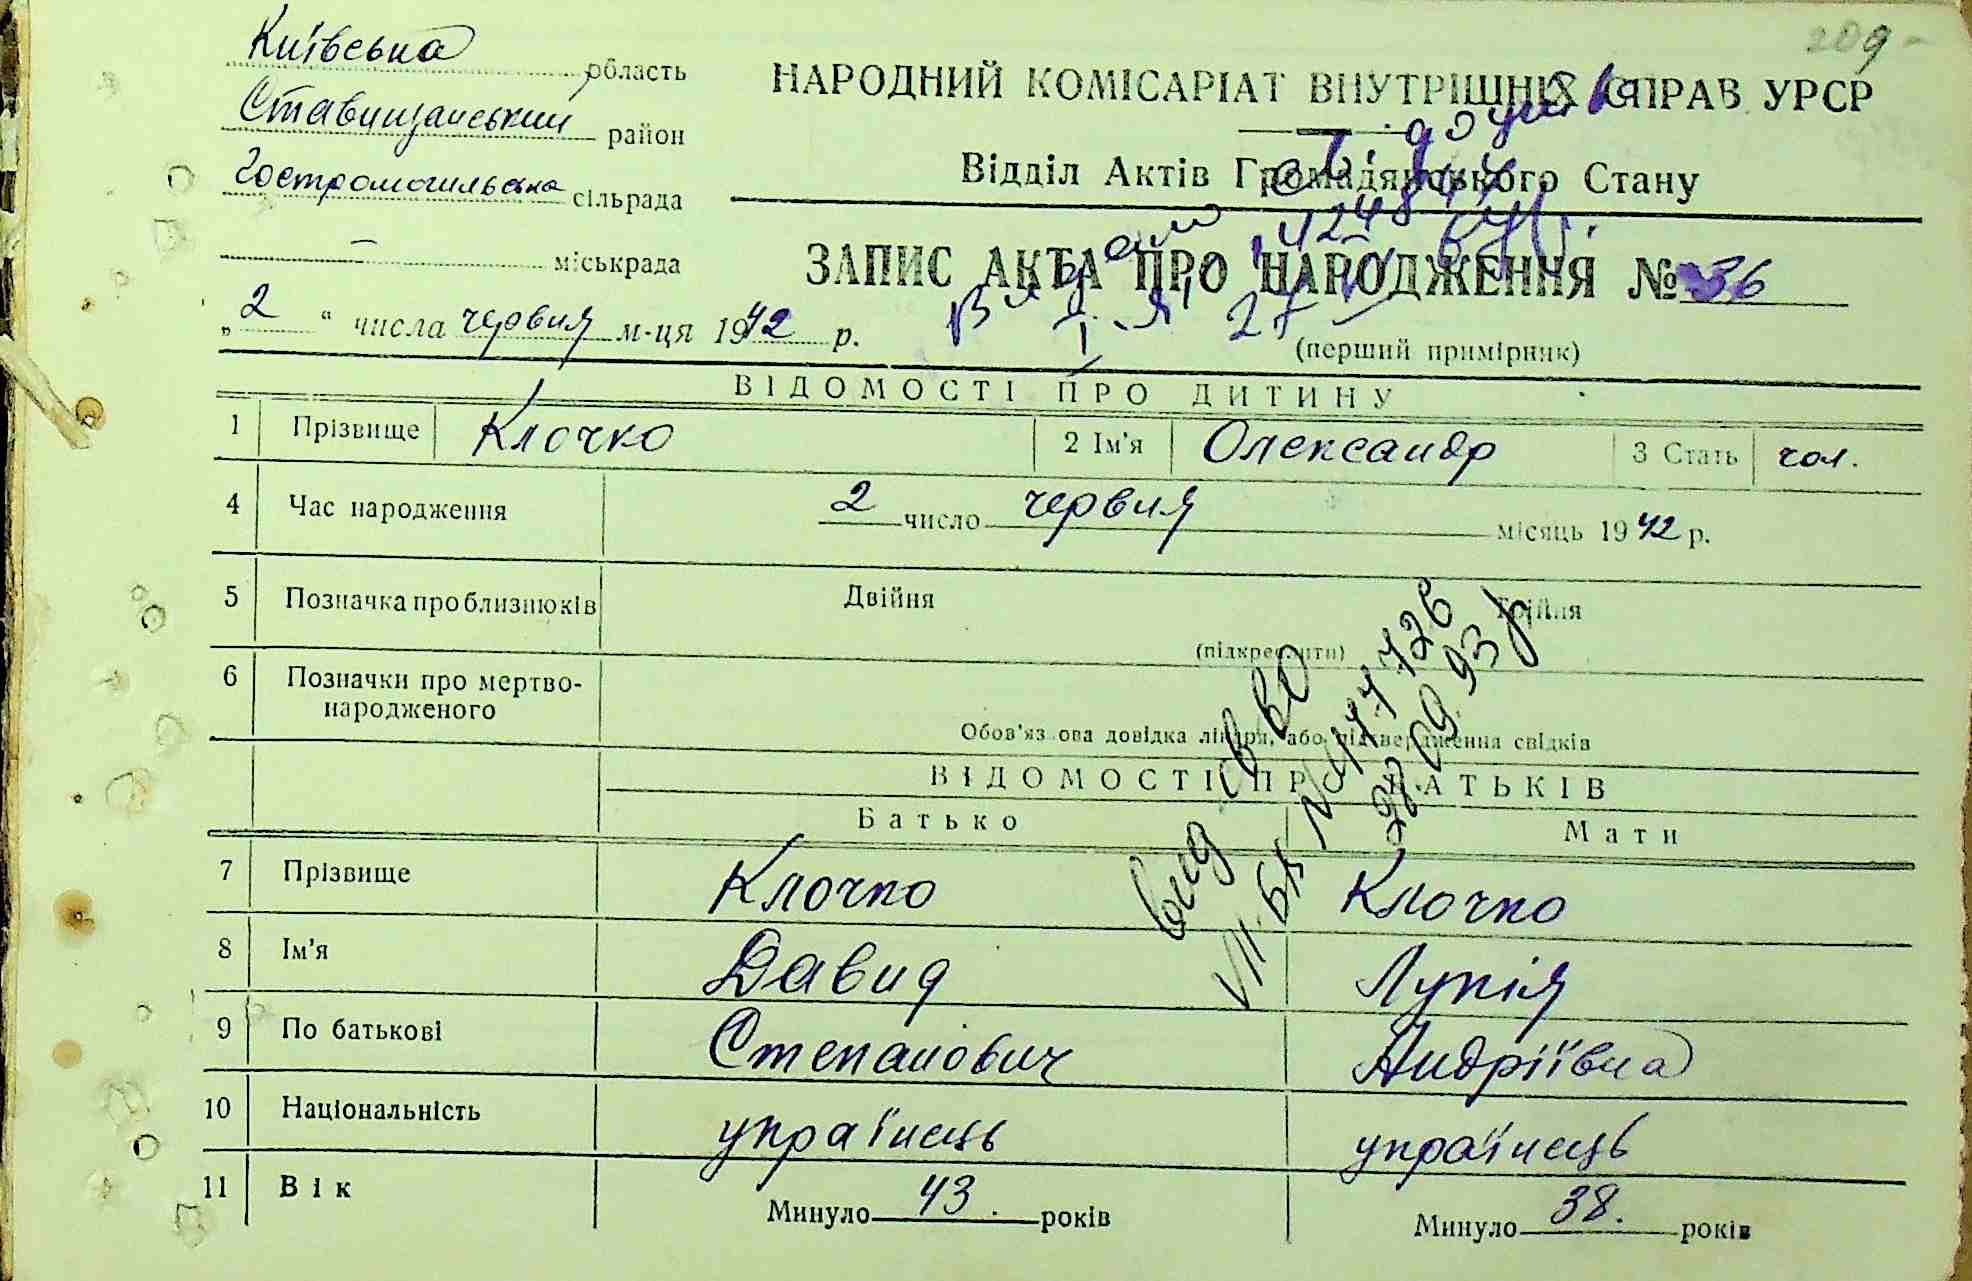 209
Київська область
Ставищанський район
Гостромогильська сільрада
— міськрада
„2“ числа червня м-ця 1942 р.
НАРОДНИЙ КОМІСАРІАТ ВНУТРІШНІХ СПРАВ УРСР
Відділ Актів Громадянського Стану
ЗАПИС АКТА ПРО НАРОДЖЕННЯ № 36
(перший примірник)
ВІДОМОСТІ ПРО ДИТИНУ
1 Прізвище Клочко 2 Ім'я Олександр 3 Стать чол.
4 Час народження 2 число червня місяць 1942 р.
5 Позначка про близнюків Двійня Трійня
(підкреслити)
6 Позначки про мертво-
народженого
Обов'язкова довідка лікаря, або підтвердження свідків
ВІДОМОСТІ ПРО БАТЬКІВ
Батько Мати
7 Прізвище Клочко Клочко
8 Ім'я Давид Лукія
9 По батькові Степанович Андріївна
10 Національність українець українець
11 Вік Минуло 43. років Минуло 38. років